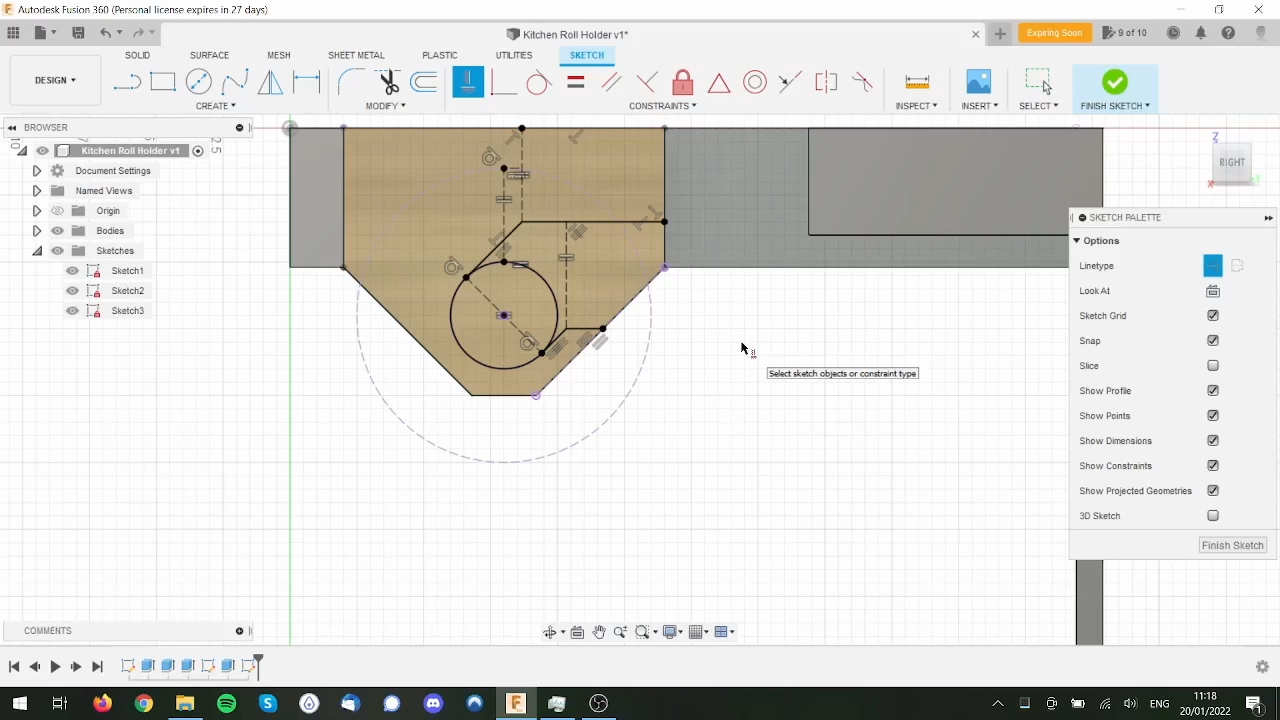 Autodesk Fusion 360 (Personal license expires in 27 days)
Kitchen Roll Holder v1*
Expiring Soon
9 of 10
SOLID
SURFACE
MESH
SHEET METAL
PLASTIC
UTILITIES
SKETCH
DESIGN
CREATE
MODIFY
CONSTRAINTS
INSPECT
INSERT
SELECT
FINISH SKETCH
BROWSER
Kitchen Roll Holder v1
Document Settings
Named Views
Origin
Bodies
Sketches
Sketch1
Sketch2
Sketch3
2.5
Z
RIGHT
X
Y
SKETCH PALETTE
Options
Linetype
Look At
Sketch Grid
Snap
Slice
Show Profile
Show Points
Show Dimensions
Show Constraints
Show Projected Geometries
3D Sketch
Finish Sketch
Select sketch objects or constraint type
COMMENTS
ENG
11:18
20/01/2022